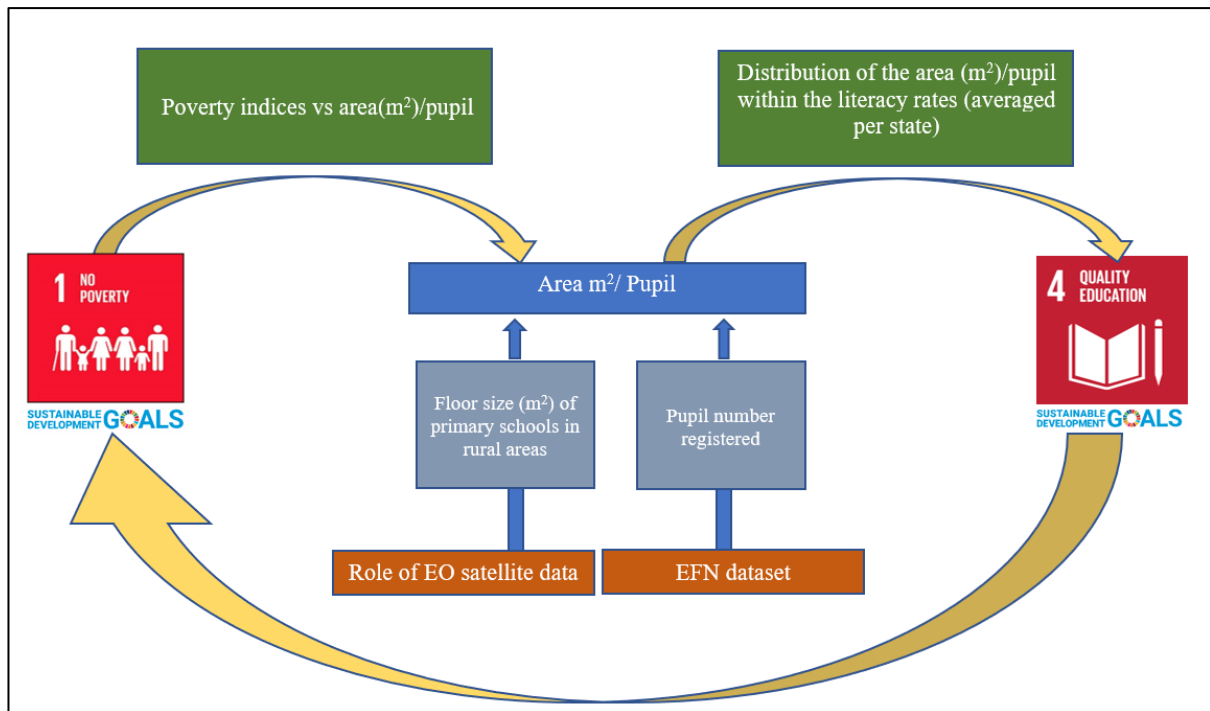 Poverty indices vs area(m²)/pupil
Distribution of the area (m²)/pupil
within the literacy rates (averaged
per state)
1 NO
POVERTY
SUSTAINABLE
DEVELOPMENT GOALS
Area m²/ Pupil
4 QUALITY
EDUCATION
SUSTAINABLE
DEVELOPMENT GOALS
Floor size (m²) of
primary schools in
rural areas
Pupil number
registered
Role of EO satellite data
EFN dataset